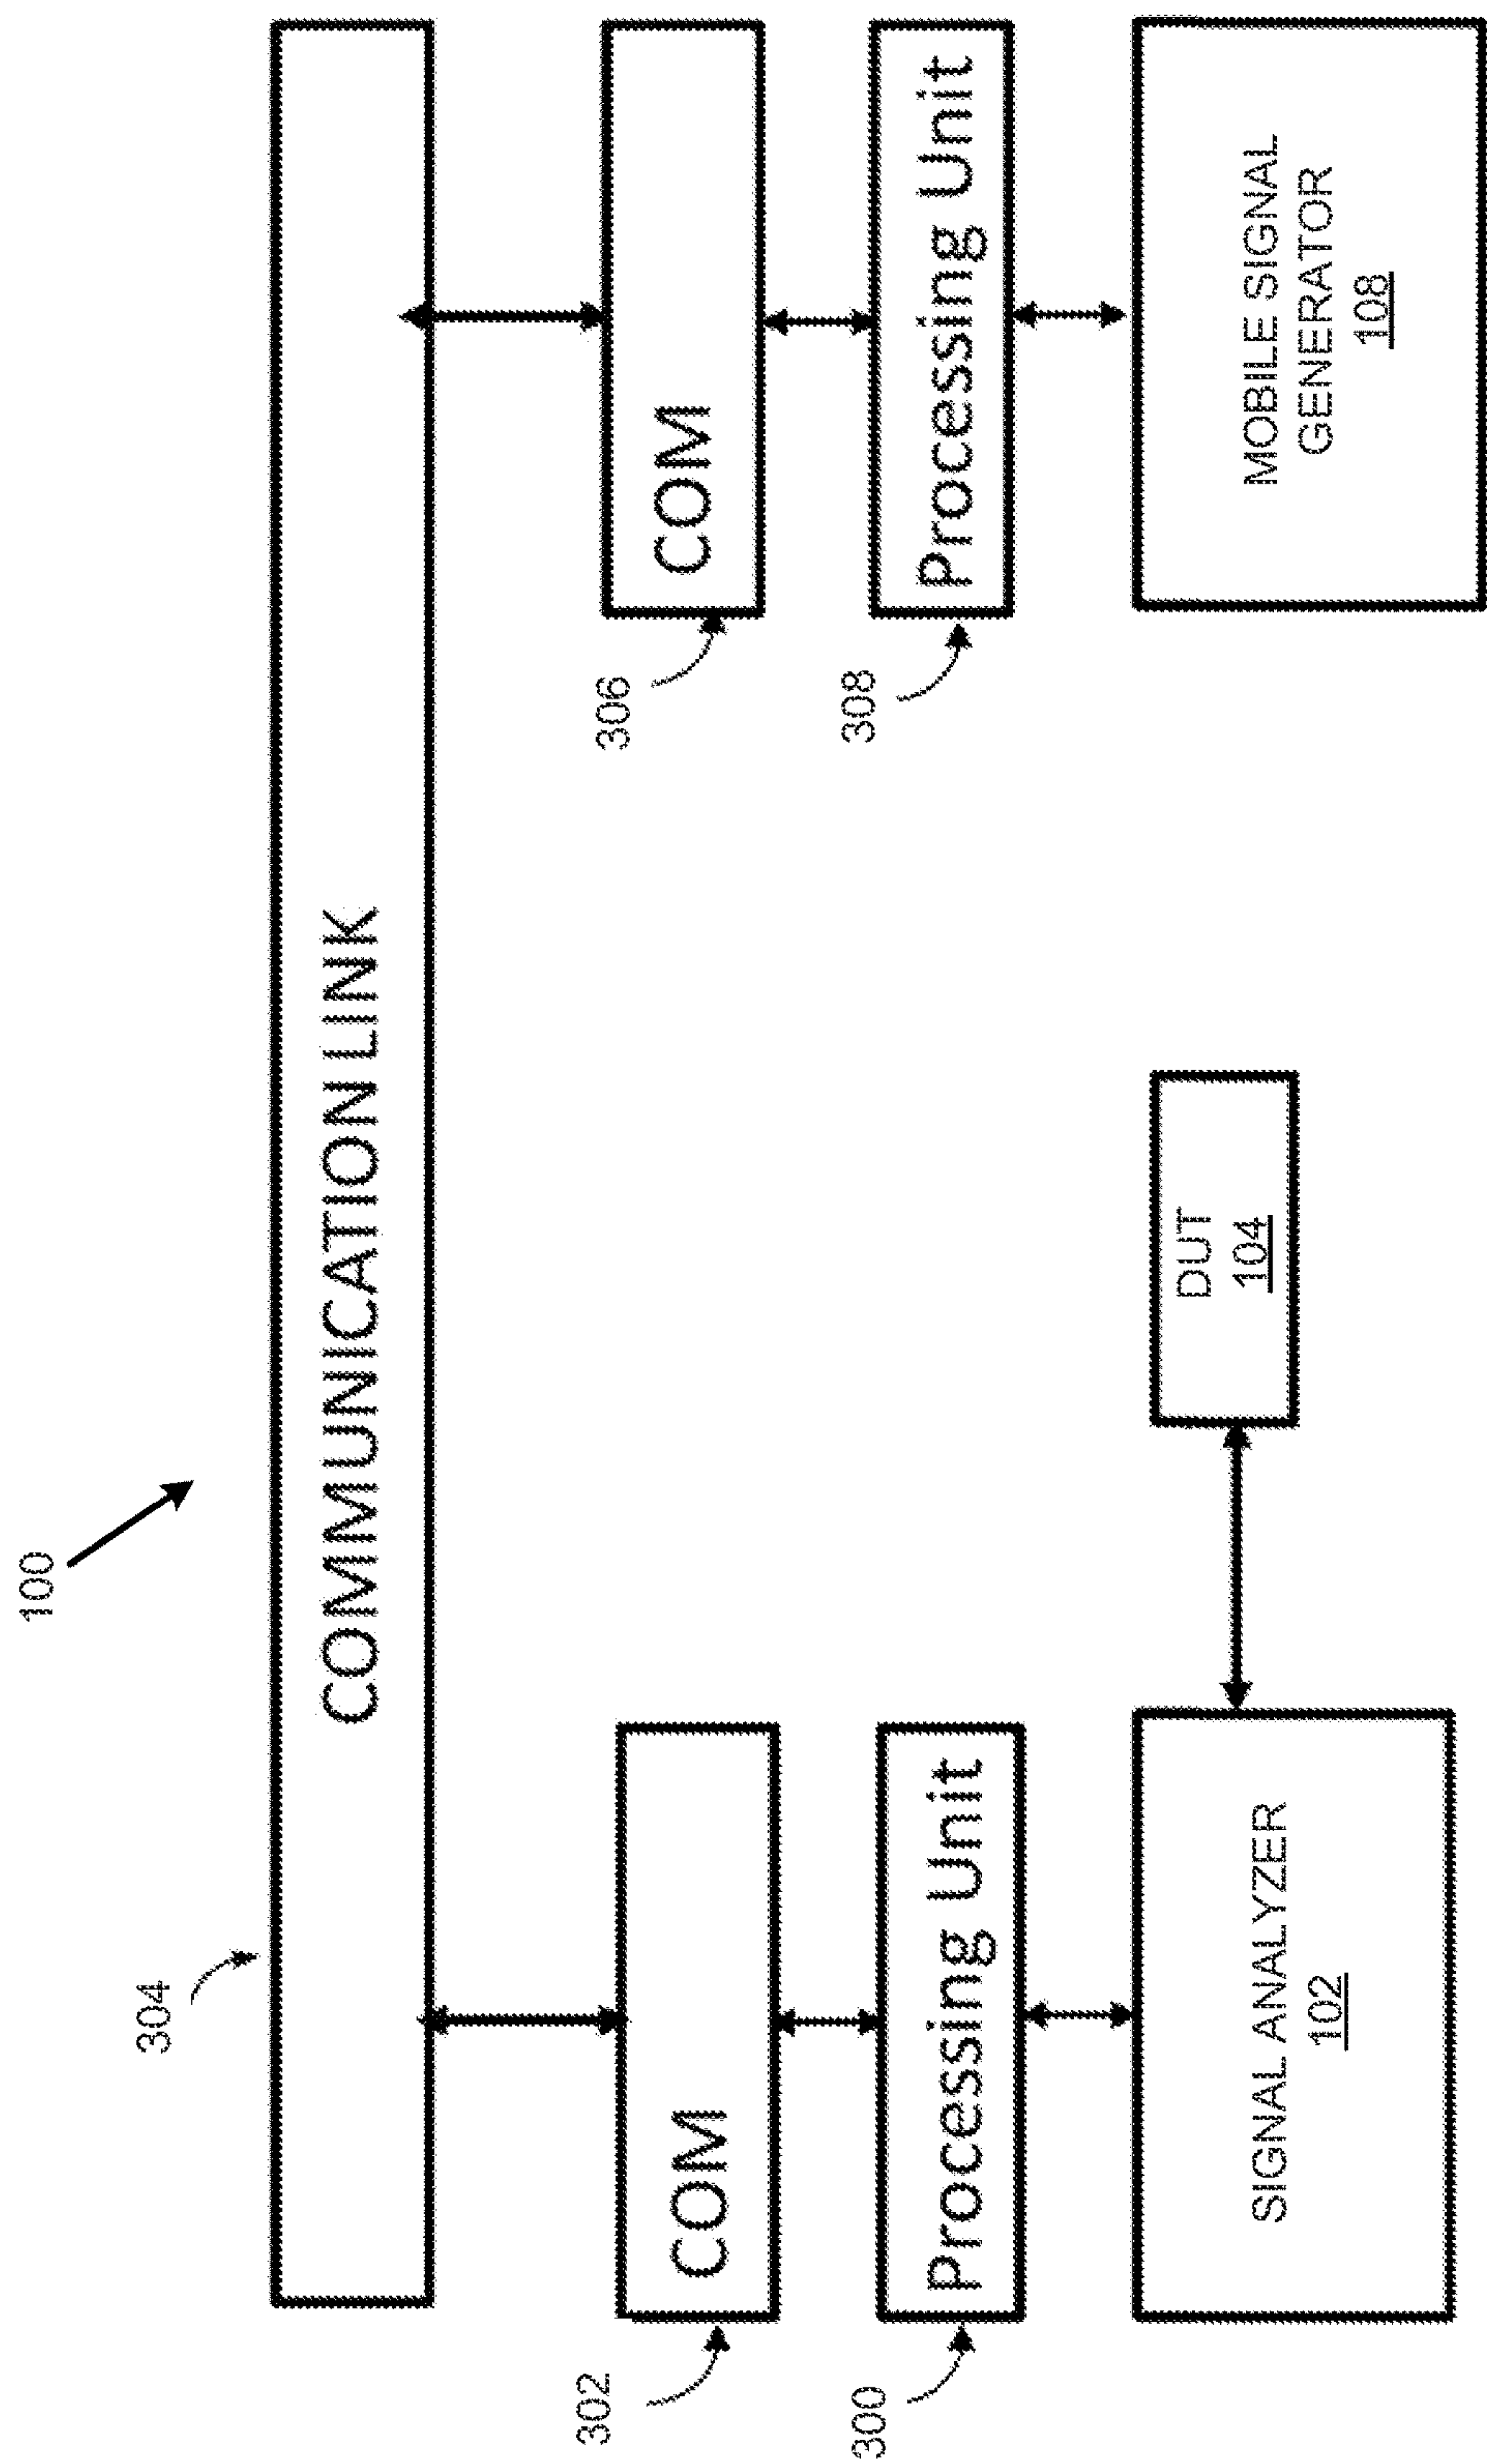 100
304
COMMUNICATION LINK
302
COM
306
COM
300
Processing Unit
308
Processing Unit
SIGNAL ANALYZER
102
DUT
104
MOBILE SIGNAL
GENERATOR
108